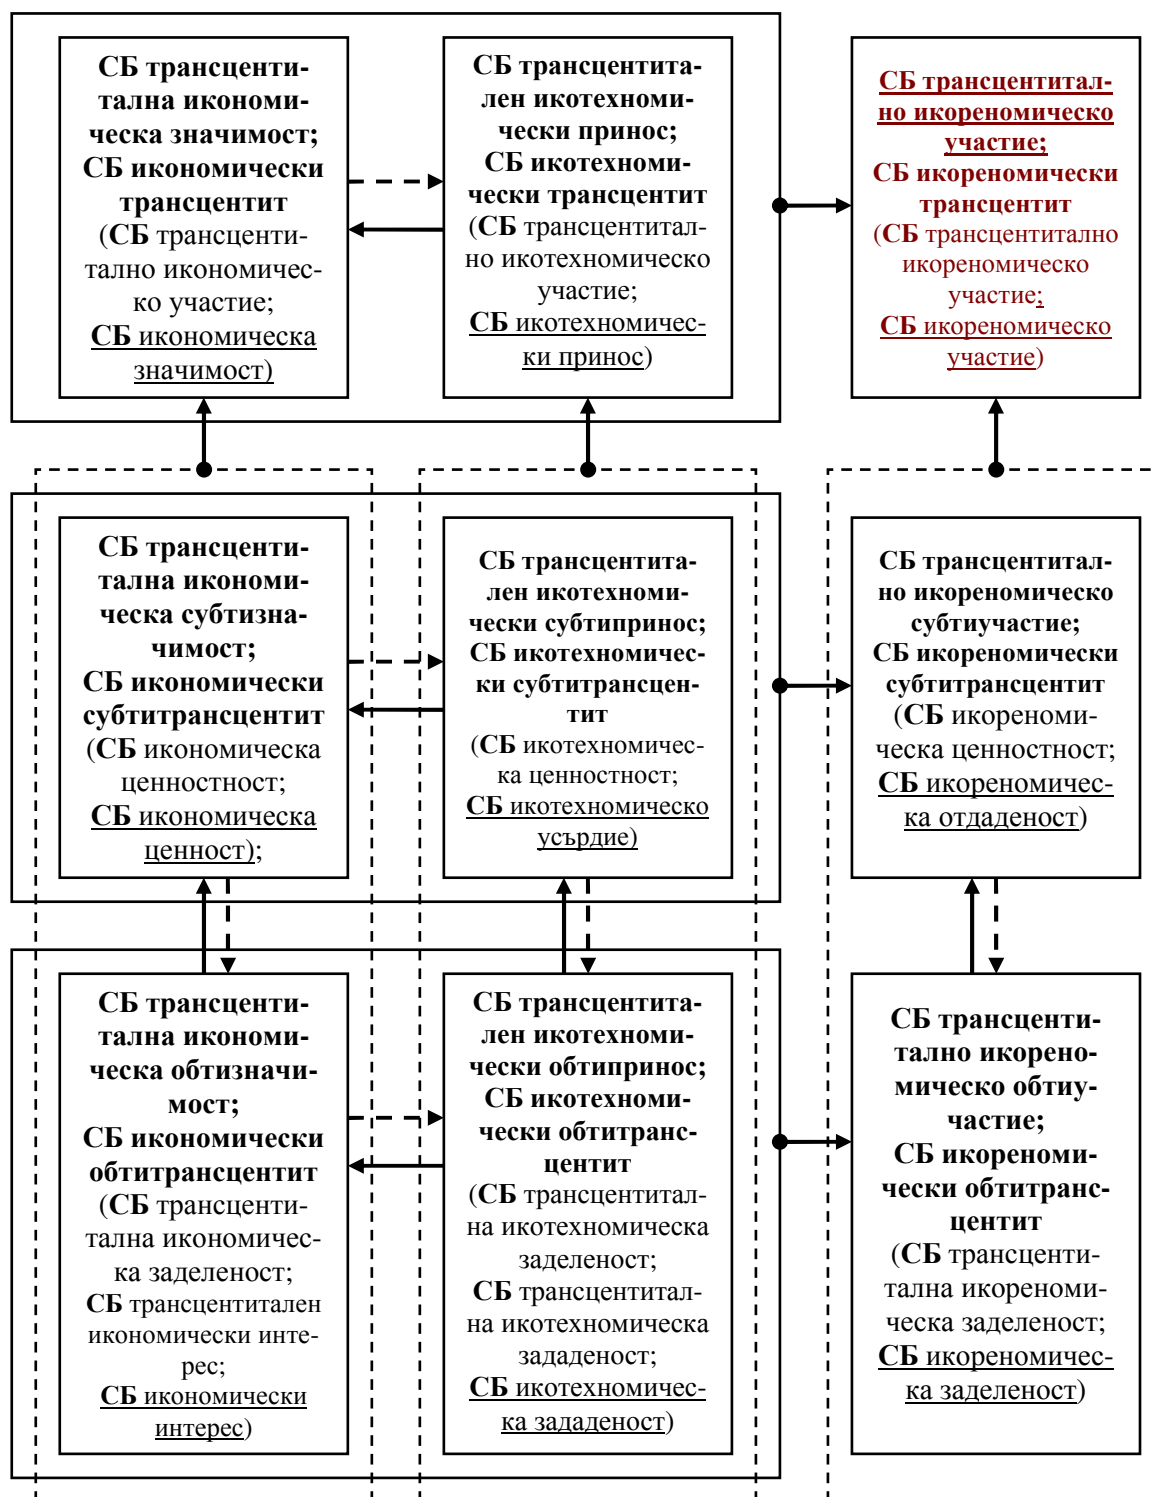 СБ трансценти-
тална икономи-
ческа значимост;
СБ икономически
трансцентит
(СБ трансценти-
тално икономичес-
ко участие;
СБ икономическа
значимост)
СБ трансцентита-
лен икотехноми-
чески принос;
СБ икотехноми-
чески трансцентит
(СБ трансцентитал-
но икотехномическо
участие;
СБ икотехномичес-
ки принос)
СБ трансцентитал-
но икореномическо
участие;
СБ икореномически
трансцентит
(СБ трансцентитално
икореномическо
участие;
СБ икореномическо
участие)
СБ трансценти-
тална икономи-
ческа субтизна-
чимост;
СБ икономически
субтитрансцентит
(СБ икономическа
ценностност;
СБ икономическа
ценност);
СБ трансцентита-
лен икотехноми-
чески субтипринос;
СБ икотехномичес-
ки субтитрансцен-
тит
(СБ икотехномичес-
ка ценностност;
СБ икотехномическо
усърдие)
СБ трансцентитал-
но икореномическо
субтиучастие;
СБ икореномически
субтитрансцентит
(СБ икореноми-
ческа ценностност;
СБ икореномичес-
ка отдаденост)
СБ трансценти-
тална икономи-
ческа обтизначи-
мост;
СБ икономически
обтитрансцентит
(СБ трансценти-
тална икономичес-
ка заделеност;
СБ трансцентитален
икономически инте-
рес;
СБ икономически
интерес)
СБ трансцентита-
лен икотехноми-
чески обтипринос;
СБ икотехноми-
чески обтитранс-
центит
(СБ трансцентитал-
на икотехномическа
заделеност;
СБ трансцентитал-
на икотехномическа
зададеност;
СБ икотехномичес-
ка зададеност)
СБ трансценти-
тално икорено-
мическо обтиу-
частие;
СБ икореноми-
чески обтитранс-
центит
(СБ трансценти-
тална икореноми-
ческа заделеност;
СБ икореномичес-
ка заделеност)